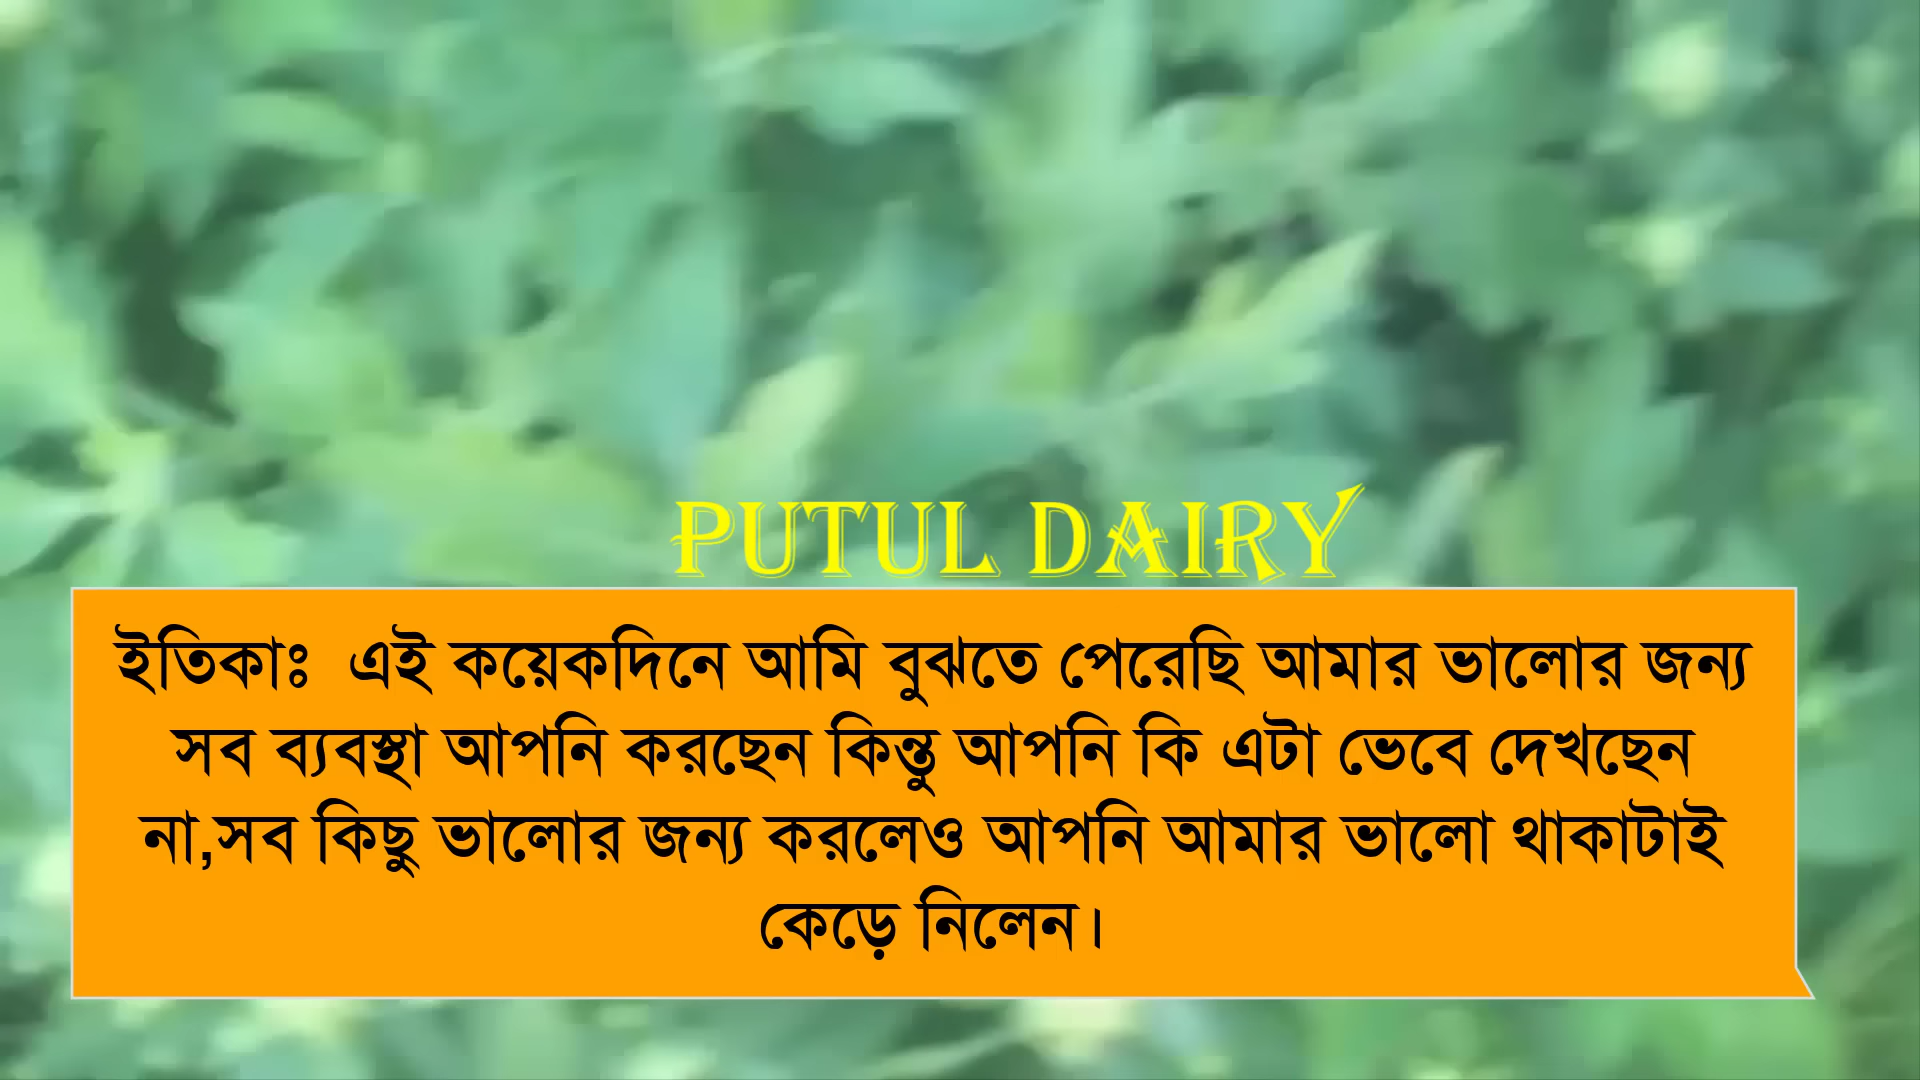 PUTUL DAIRY
ইতিকাঃ  এই কয়েকদিনে আমি বুঝতে পেরেছি আমার ভালোর জন্য
সব ব্যবস্থা আপনি করছেন কিন্তু আপনি কি এটা ভেবে দেখছেন
না,সব কিছু ভালোর জন্য করলেও আপনি আমার ভালো থাকাটাই
কেড়ে নিলেন।